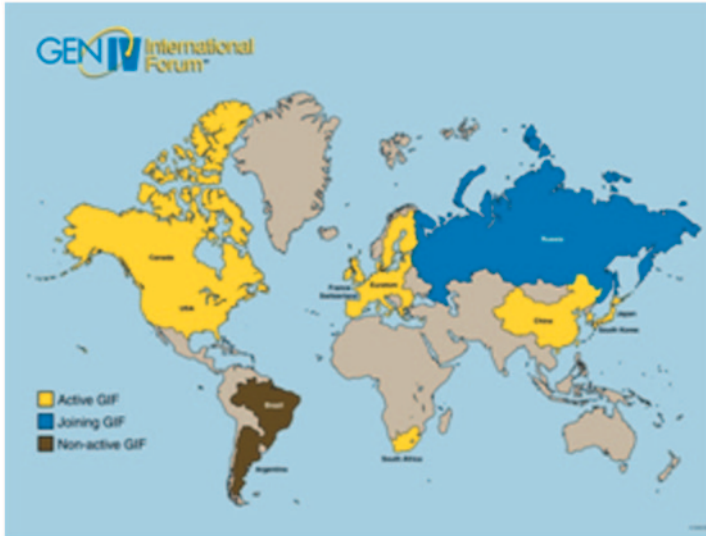 GEN IV International
Forum™
Canada
USA
France
Switzerland
Euratom
Russia
China
Japan
South Korea
Active GIF
Joining GIF
Non-active GIF
Brazil
Argentina
South Africa